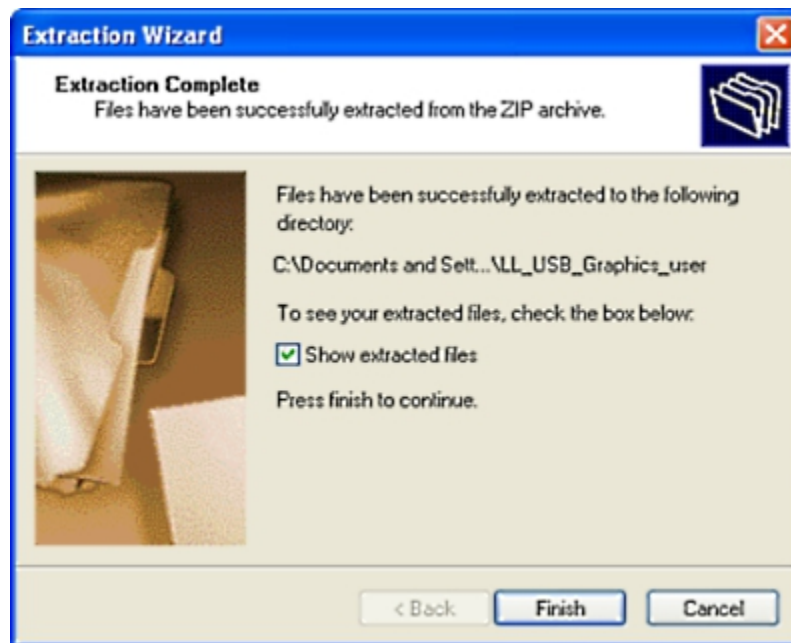 Extraction Wizard
Extraction Complete
Files have been successfully extracted from the ZIP archive.
Files have been successfully extracted to the following
directory:
C:\Documents and Sett...\LL_USB_Graphics_user
To see your extracted files, check the box below:
Show extracted files
Press finish to continue.
< Back
Finish
Cancel